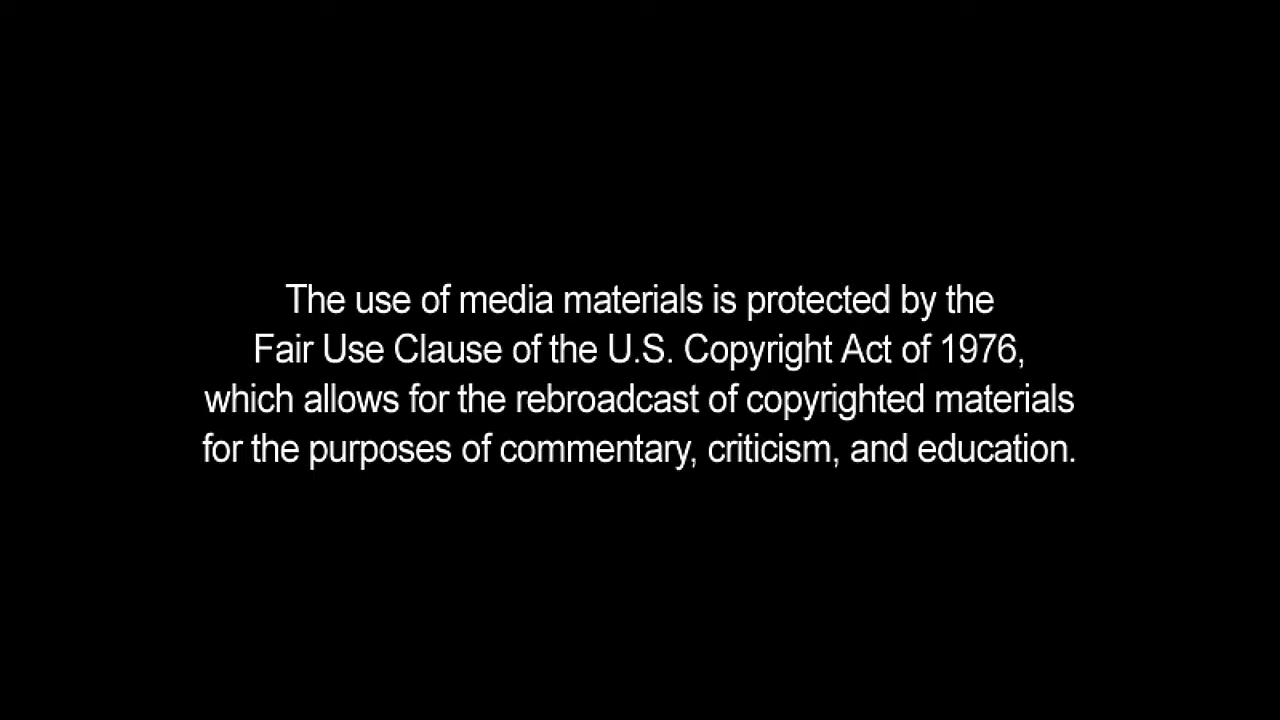 The use of media materials is protected by the
Fair Use Clause of the U.S. Copyright Act of 1976,
which allows for the rebroadcast of copyrighted materials
for the purposes of commentary, criticism, and education.